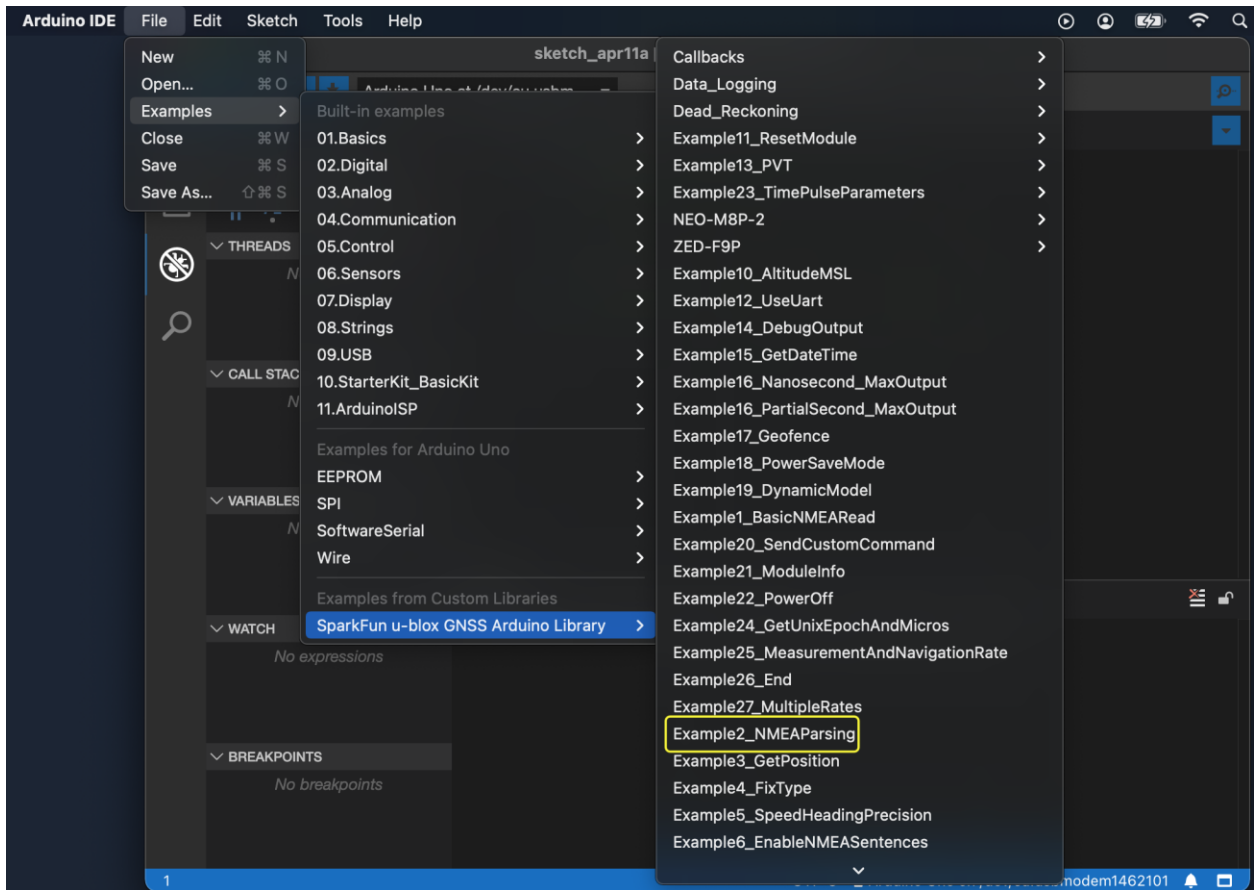 Arduino IDE File Edit Sketch Tools Help
New ⌘ N
Open... ⌘ O
Examples >
Close ⌘ W
Save ⌘ S
Save As... ⇧⌘ S
sketch_apr11a
Built-in examples
01.Basics
02.Digital
03.Analog
04.Communication
05.Control
06.Sensors
07.Display
08.Strings
09.USB
10.StarterKit_BasicKit
11.ArduinoISP
Examples for Arduino Uno
EEPROM
SPI
SoftwareSerial
Wire
Examples from Custom Libraries
SparkFun u-blox GNSS Arduino Library
Callbacks
Data_Logging
Dead_Reckoning
Example11_ResetModule
Example13_PVT
Example23_TimePulseParameters
NEO-M8P-2
ZED-F9P
Example10_AltitudeMSL
Example12_UseUart
Example14_DebugOutput
Example15_GetDateTime
Example16_Nanosecond_MaxOutput
Example16_PartialSecond_MaxOutput
Example17_Geofence
Example18_PowerSaveMode
Example19_DynamicModel
Example1_BasicNMEARead
Example20_SendCustomCommand
Example21_ModuleInfo
Example22_PowerOff
Example24_GetUnixEpochAndMicros
Example25_MeasurementAndNavigationRate
Example26_End
Example27_MultipleRates
Example2_NMEAParsing
Example3_GetPosition
Example4_FixType
Example5_SpeedHeadingPrecision
Example6_EnableNMEASentences
THREADS
CALL STAC
VARIABLES
WATCH
No expressions
BREAKPOINTS
No breakpoints
1
modem1462101